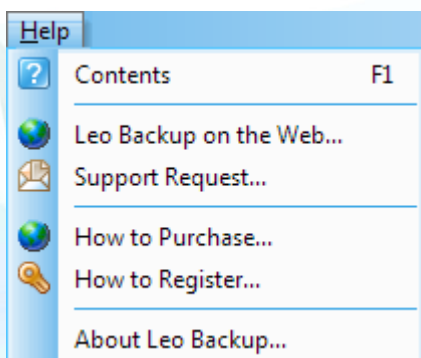 Help
Contents F1
Leo Backup on the Web...
Support Request...
How to Purchase...
How to Register...
About Leo Backup...